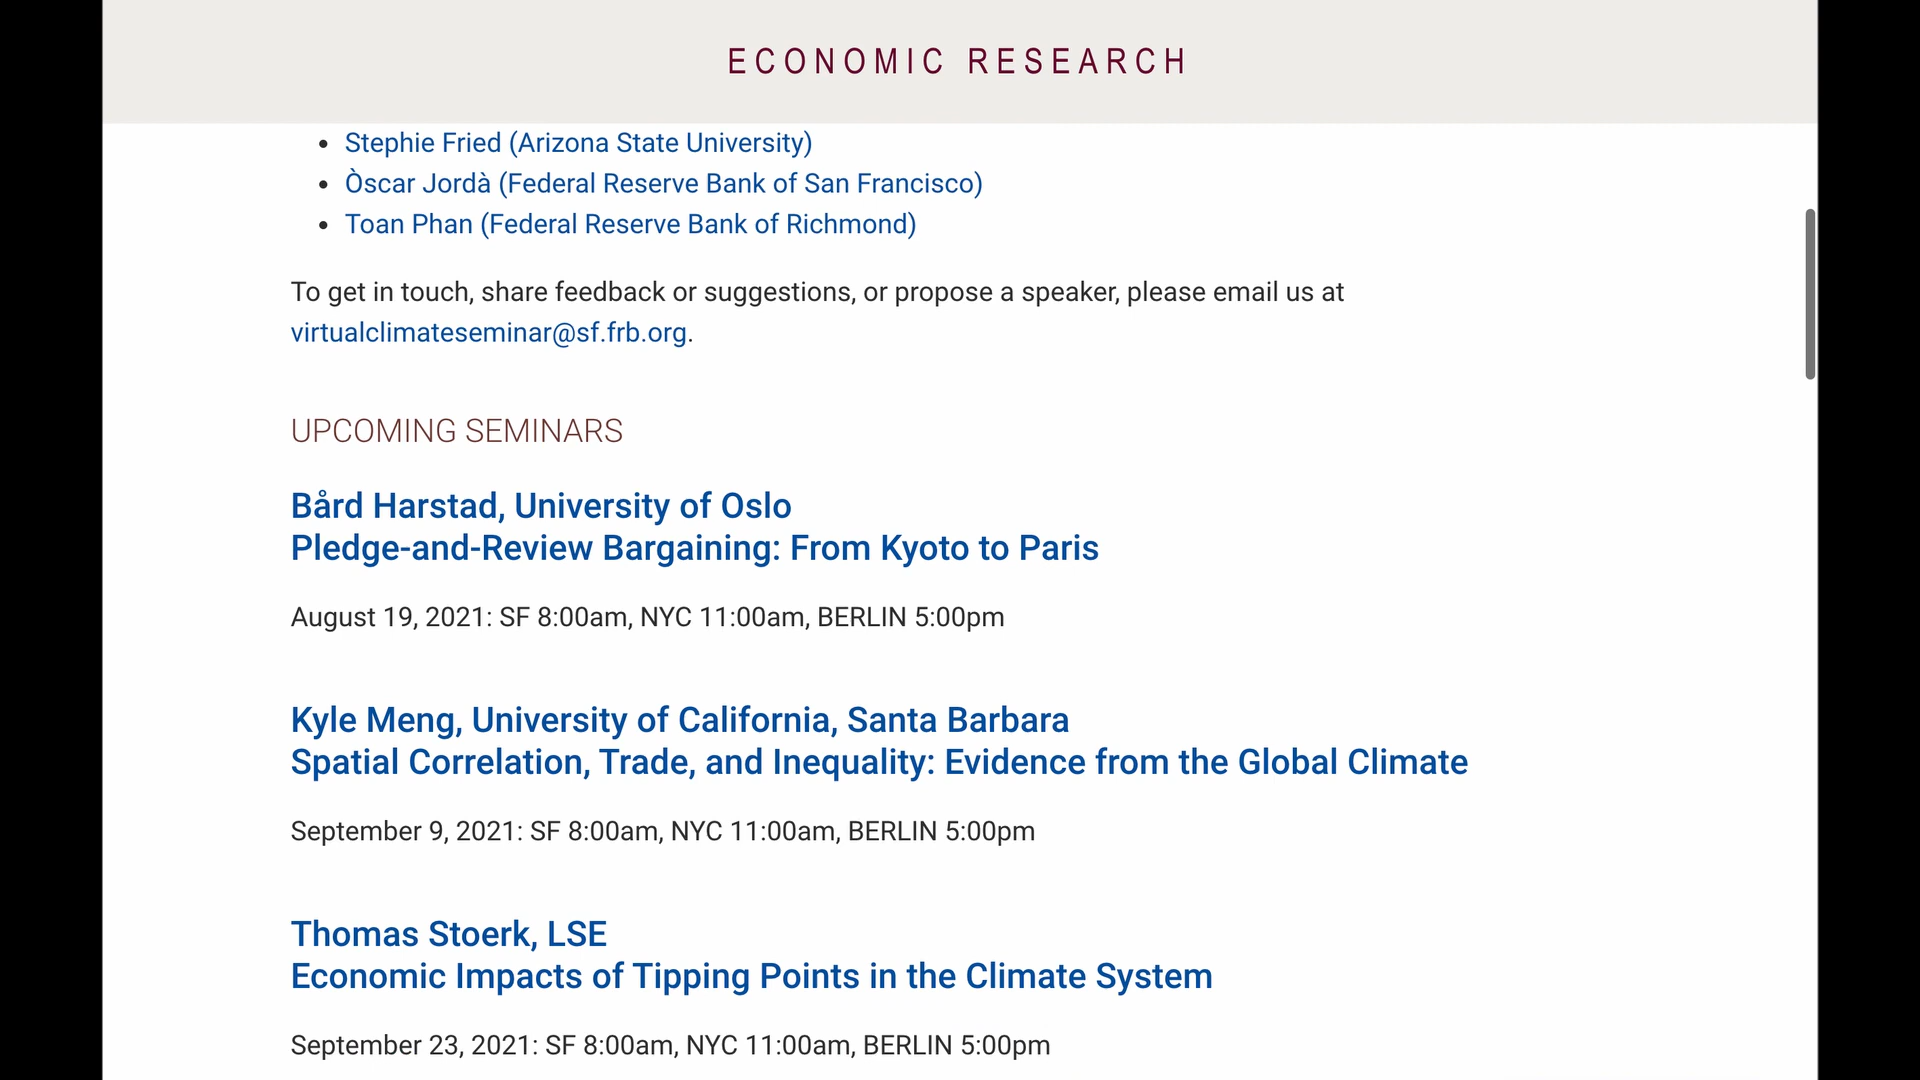 ECONOMIC RESEARCH
• Stephie Fried (Arizona State University)
• Òscar Jordà (Federal Reserve Bank of San Francisco)
• Toan Phan (Federal Reserve Bank of Richmond)
To get in touch, share feedback or suggestions, or propose a speaker, please email us at
virtualclimateseminar@sf.frb.org.
UPCOMING SEMINARS
Bård Harstad, University of Oslo
Pledge-and-Review Bargaining: From Kyoto to Paris
August 19, 2021: SF 8:00am, NYC 11:00am, BERLIN 5:00pm
Kyle Meng, University of California, Santa Barbara
Spatial Correlation, Trade, and Inequality: Evidence from the Global Climate
September 9, 2021: SF 8:00am, NYC 11:00am, BERLIN 5:00pm
Thomas Stoerk, LSE
Economic Impacts of Tipping Points in the Climate System
September 23, 2021: SF 8:00am, NYC 11:00am, BERLIN 5:00pm